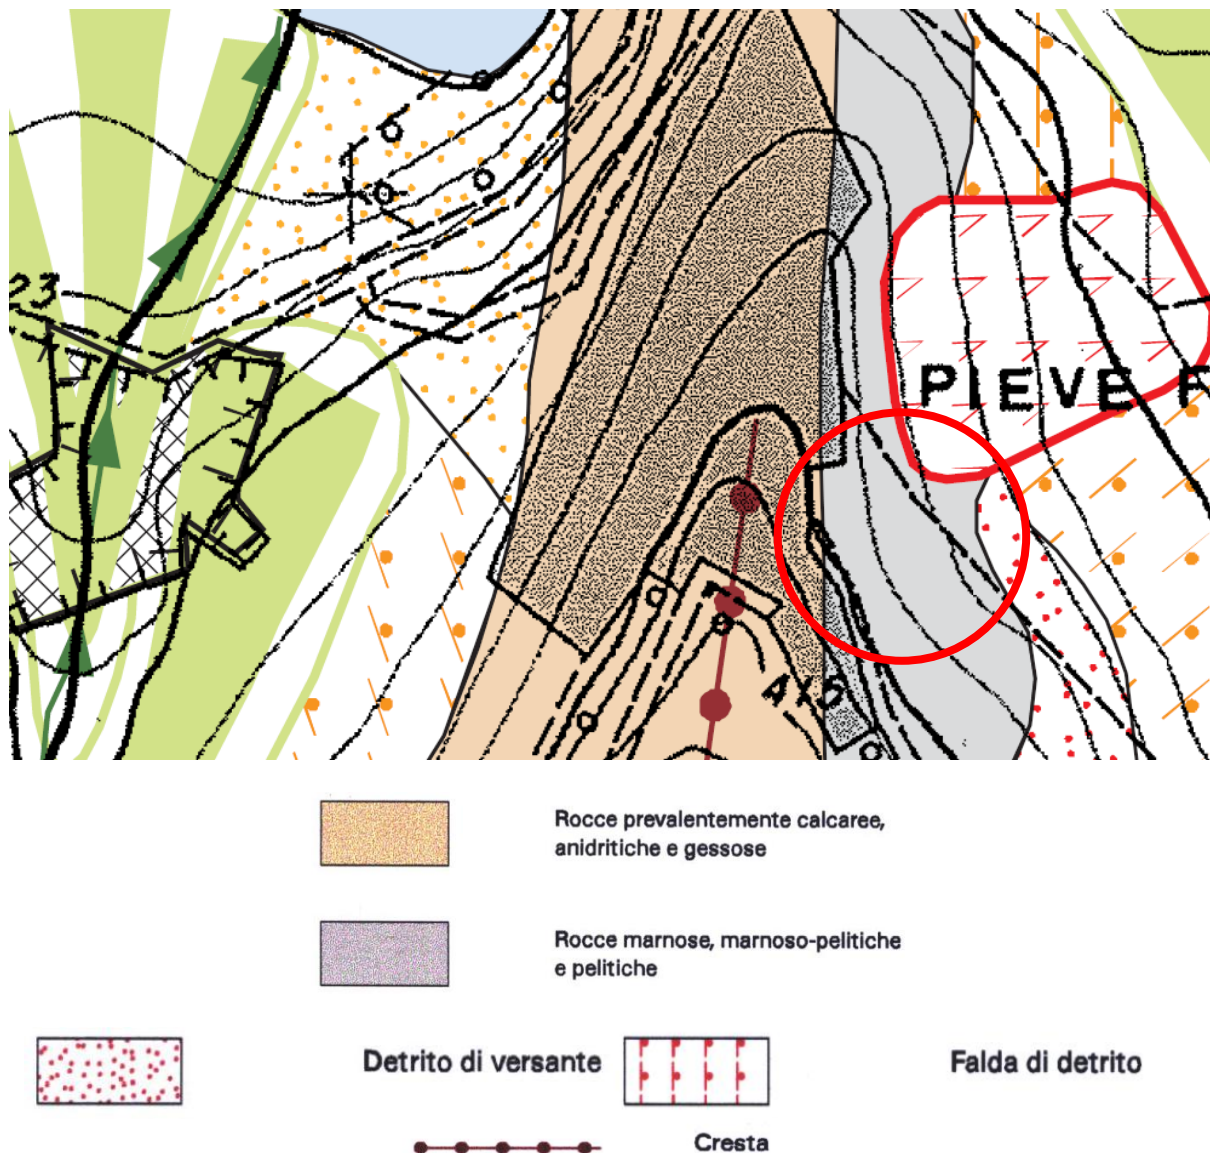 23
PIEVE F
Rocce prevalentemente calcaree,
anidritiche e gessose
Rocce marnose, marnoso-pelitiche
e pelitiche
Detrito di versante
Falda di detrito
Cresta